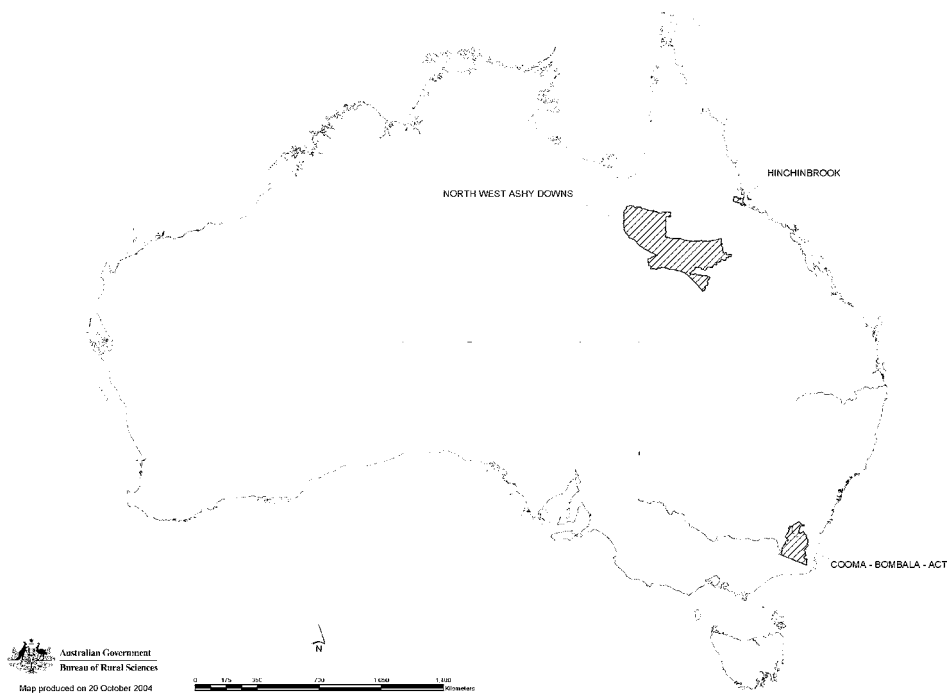 HINCHINBROOK
NORTH WEST ASHY DOWNS
COOMA - BOMBALA - ACT
N
Australian Government
Bureau of Rural Sciences
Map produced on 20 October 2004
0 175 350 700 1,050 1,400
Kilometers